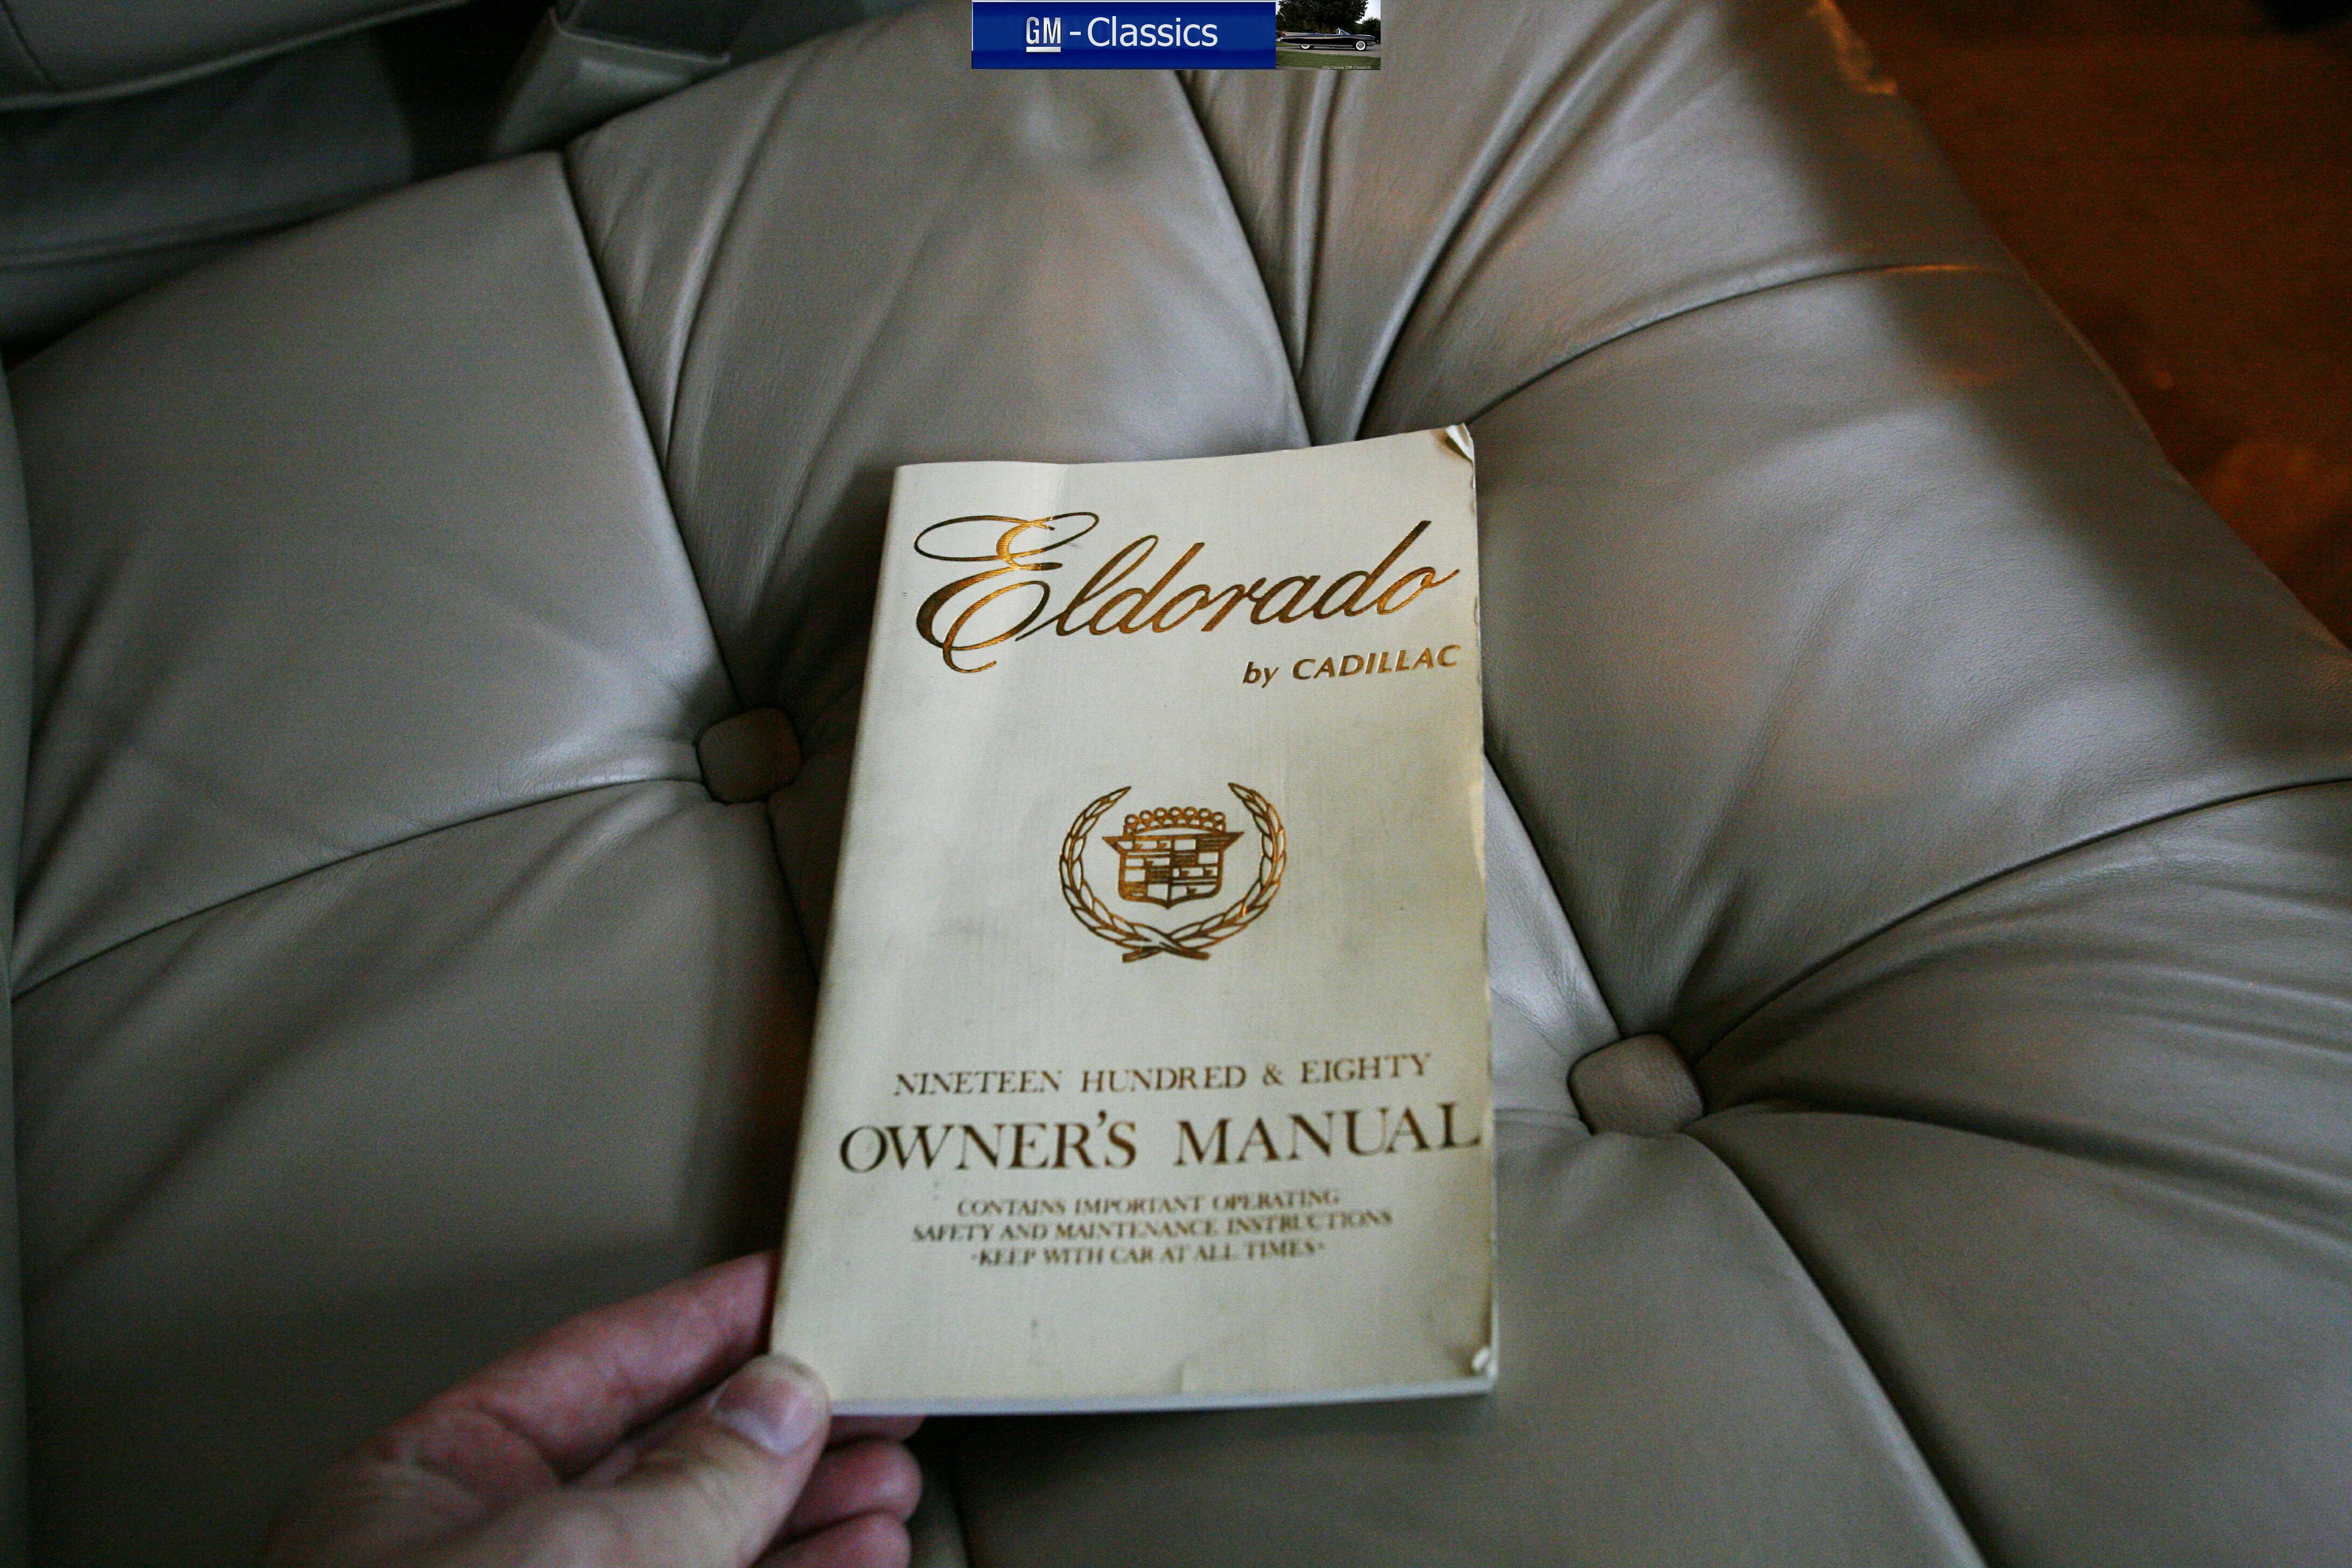 GM - Classics
Eldorado
by CADILLAC
NINETEEN HUNDRED & EIGHTY
OWNER'S MANUAL
CONTAINS IMPORTANT OPERATING
SAFETY AND MAINTENANCE INSTRUCTIONS
-KEEP WITH CAR AT ALL TIMES-